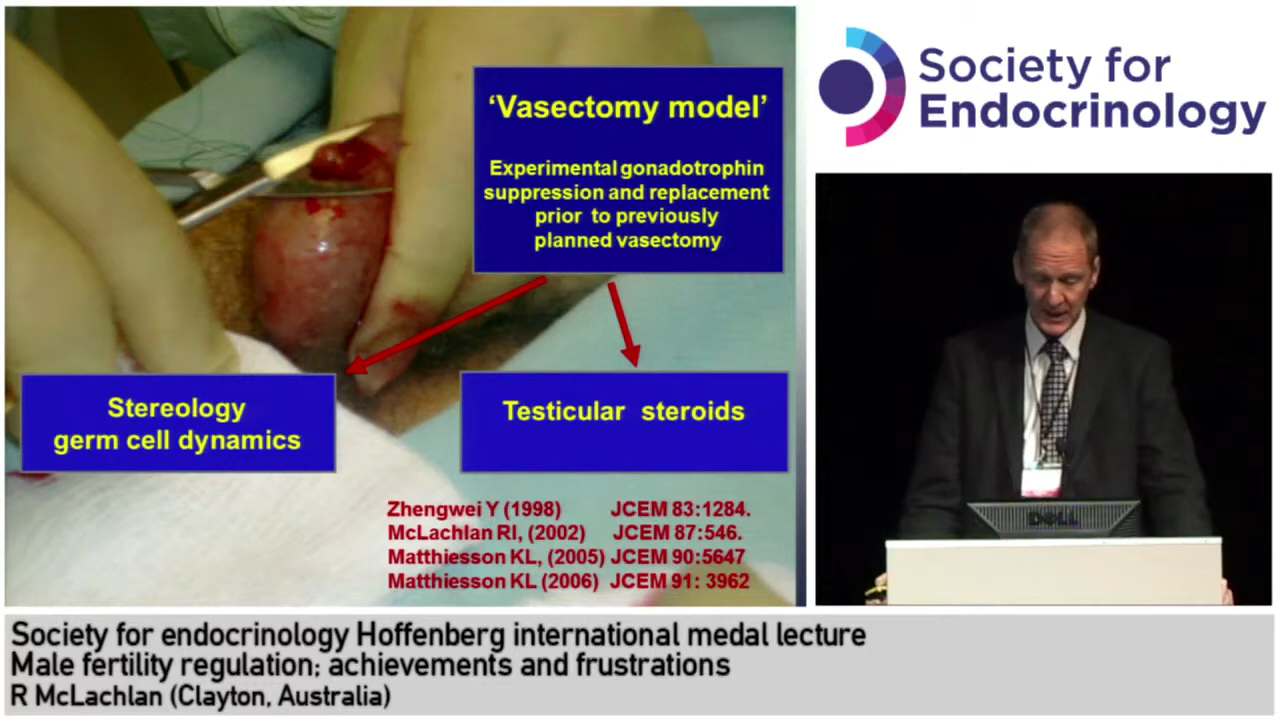 ‘Vasectomy model’
Experimental gonadotrophin
suppression and replacement
prior to previously
planned vasectomy
Stereology
germ cell dynamics
Testicular steroids
Zhengwei Y (1998) JCEM 83:1284.
McLachlan RI, (2002) JCEM 87:546.
Matthiesson KL, (2005) JCEM 90:5647
Matthiesson KL (2006) JCEM 91: 3962
Society for
Endocrinology
DELL
Society for endocrinology Hoffenberg international medal lecture
Male fertility regulation; achievements and frustrations
R McLachlan (Clayton, Australia)